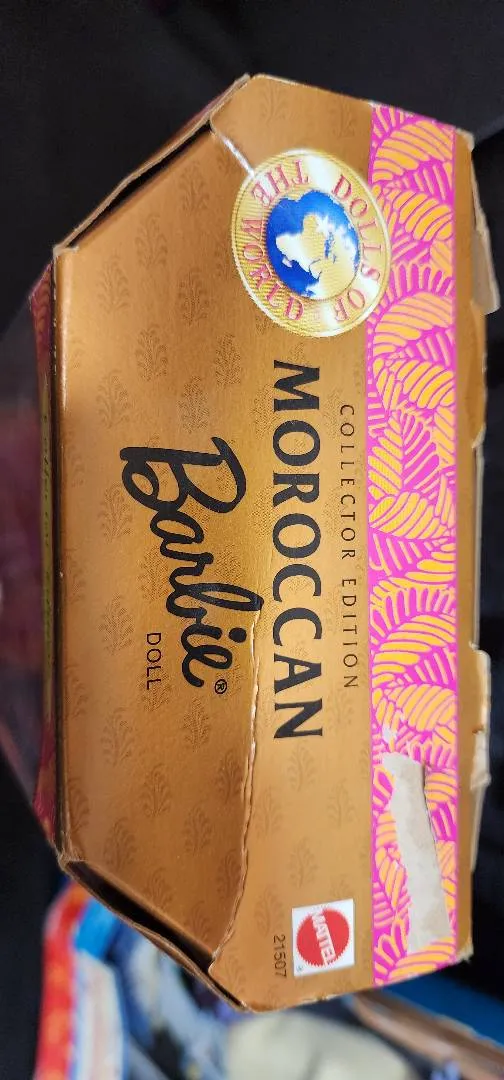 THE DOLLS OF
WORLD
COLLECTOR EDITION
MOROCCAN
Barbie®
DOLL
MATTEL®
21507